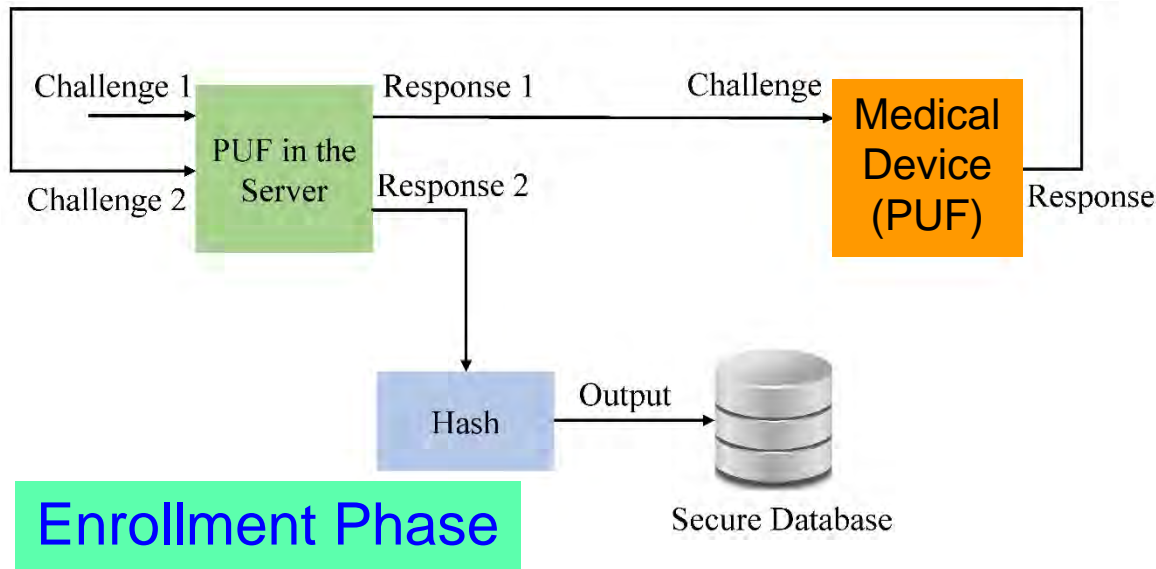 Challenge 1
Response 1
Challenge
Medical
Device
(PUF)
PUF in the
Server
Challenge 2
Response 2
Response
Hash
Output
Secure Database
Enrollment Phase